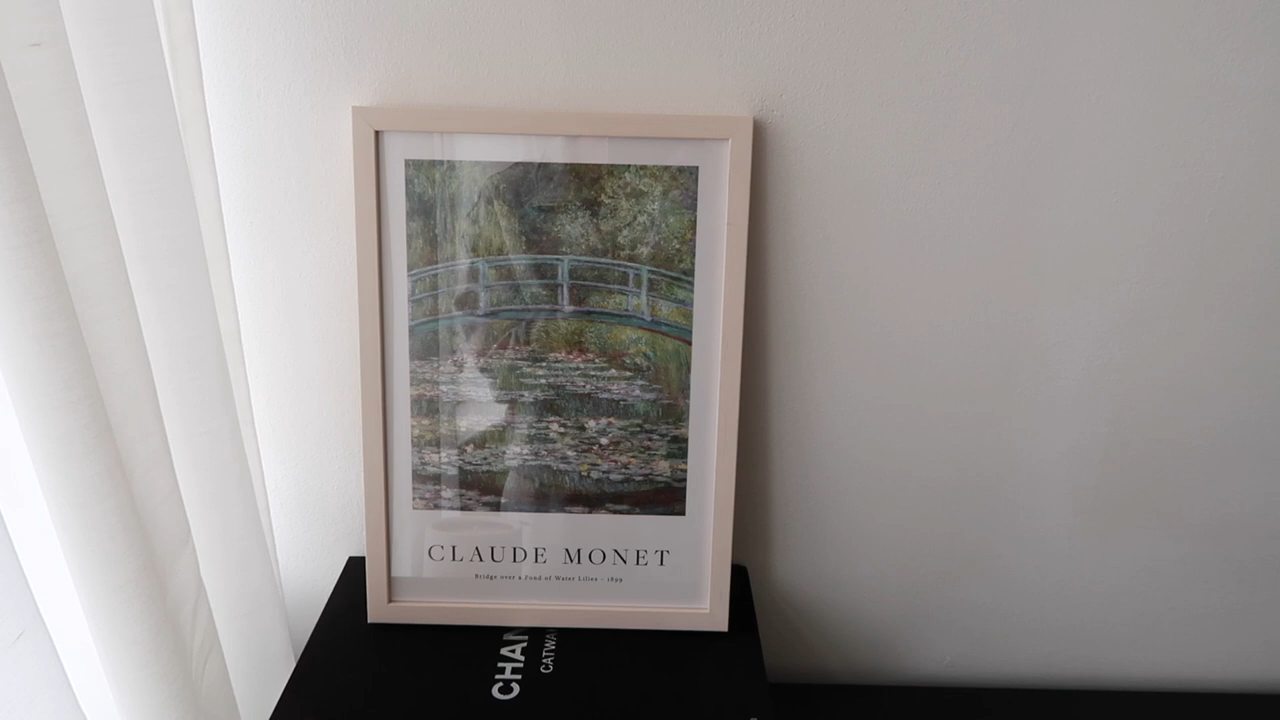 CLAUDE MONET
Bridge over a Pond of Water Lilies - 1899
CHAN
CATWA